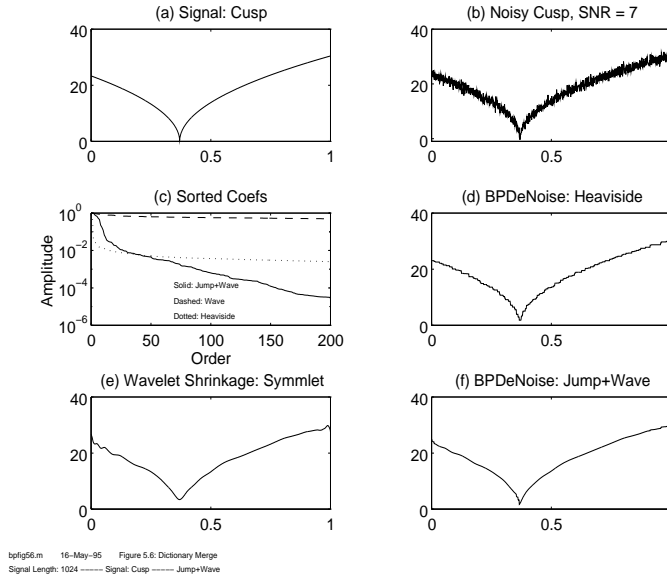 (a) Signal: Cusp
40
20
0
0
0.5
1
(b) Noisy Cusp, SNR = 7
40
20
0
0
0.5
(c) Sorted Coefs
10^0
10^−2
10^−4
10^−6
Amplitude
Solid: Jump+Wave
Dashed: Wave
Dotted: Heaviside
0
50
100
150
200
Order
(d) BPDeNoise: Heaviside
40
20
0
0
0.5
(e) Wavelet Shrinkage: Symmlet
40
20
0
0
0.5
1
(f) BPDeNoise: Jump+Wave
40
20
0
0
0.5
bpfig56.m 16−May−95 Figure 5.6: Dictionary Merge
Signal Length: 1024 −−−−− Signal: Cusp −−−−− Jump+Wave